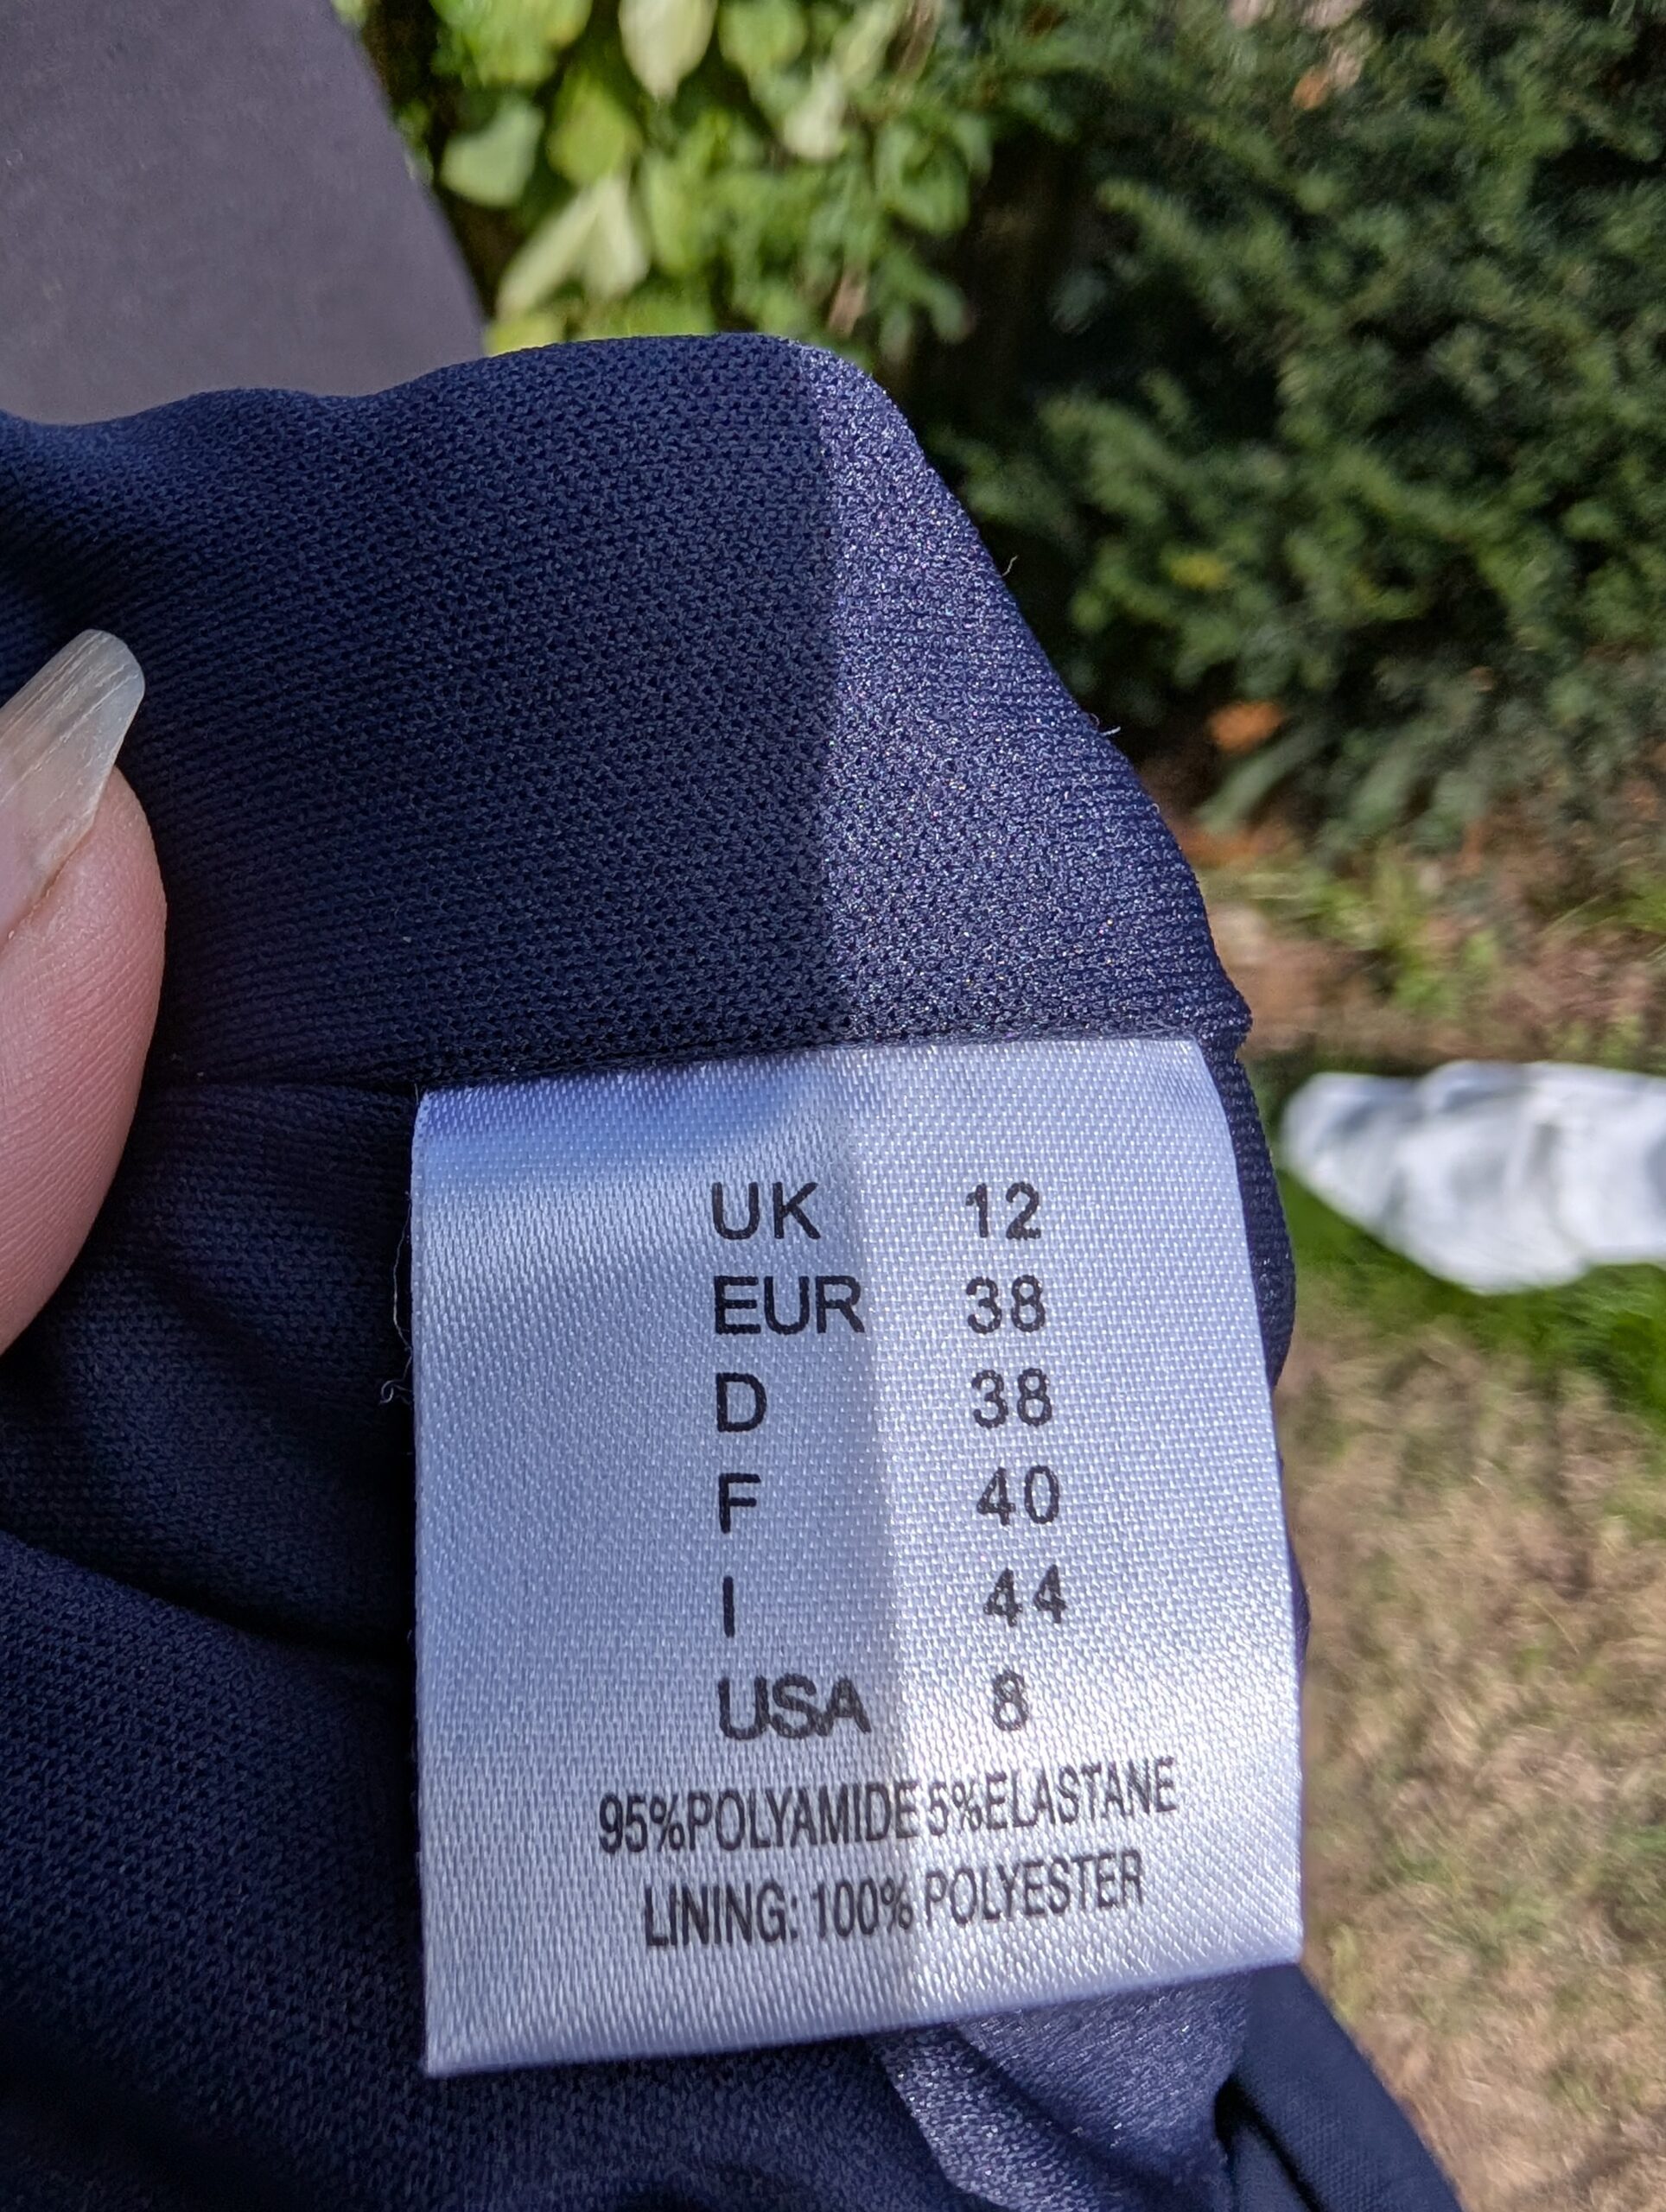 UK 12
EUR 38
D 38
F 40
I 44
USA 8
95%POLYAMIDE 5%ELASTANE
LINING: 100% POLYESTER